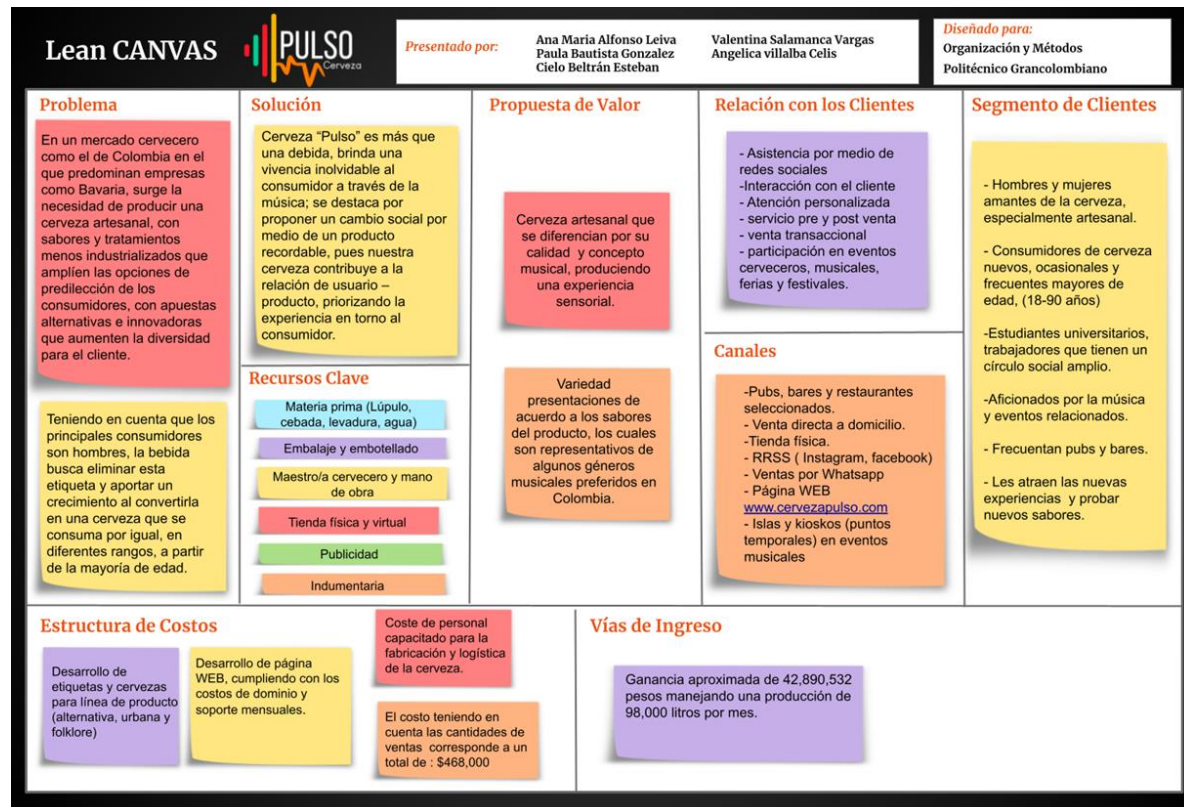 Lean CANVAS
PULSO
Cerveza
Presentado por:
Ana Maria Alfonso Leiva
Paula Bautista Gonzalez
Cielo Beltrán Esteban
Valentina Salamanca Vargas
Angelica villalba Celis
Diseñado para:
Organización y Métodos
Politécnico Grancolombiano
Problema
En un mercado cervecero
como el de Colombia en el
que predominan empresas
como Bavaria, surge la
necesidad de producir una
cerveza artesanal, con
sabores y tratamientos
menos industrializados que
amplíen las opciones de
predilección de los
consumidores, con apuestas
alternativas e innovadoras
que aumenten la diversidad
para el cliente.
Teniendo en cuenta que los
principales consumidores
son hombres, la bebida
busca eliminar esta
etiqueta y aportar un
crecimiento al convertirla
en una cerveza que se
consuma por igual, en
diferentes rangos, a partir
de la mayoría de edad.
Solución
Cerveza “Pulso” es más que
una debida, brinda una
vivencia inolvidable al
consumidor a través de la
música; se destaca por
proponer un cambio social por
medio de un producto
recordable, pues nuestra
cerveza contribuye a la
relación de usuario –
producto, priorizando la
experiencia en torno al
consumidor.
Recursos Clave
Materia prima (Lúpulo,
cebada, levadura, agua)
Embalaje y embotellado
Maestro/a cervecero y mano
de obra
Tienda física y virtual
Publicidad
Indumentaria
Propuesta de Valor
Cerveza artesanal que
se diferencian por su
calidad y concepto
musical, produciendo
una experiencia
sensorial.
Variedad
presentaciones de
acuerdo a los sabores
del producto, los cuales
son representativos de
algunos géneros
musicales preferidos en
Colombia.
Relación con los Clientes
- Asistencia por medio de
redes sociales
-Interacción con el cliente
- Atención personalizada
- servicio pre y post venta
- venta transaccional
- participación en eventos
cerveceros, musicales,
ferias y festivales.
Canales
-Pubs, bares y restaurantes
seleccionados.
- Venta directa a domicilio.
-Tienda física.
- RRSS ( Instagram, facebook)
- Ventas por Whatsapp
- Página WEB
www.cervezapulso.com
- Islas y kioskos (puntos
temporales) en eventos
musicales
Segmento de Clientes
- Hombres y mujeres
amantes de la cerveza,
especialmente artesanal.
- Consumidores de cerveza
nuevos, ocasionales y
frecuentes mayores de
edad, (18-90 años)
-Estudiantes universitarios,
trabajadores que tienen un
círculo social amplio.
-Aficionados por la música
y eventos relacionados.
- Frecuentan pubs y bares.
- Les atraen las nuevas
experiencias y probar
nuevos sabores.
Estructura de Costos
Desarrollo de
etiquetas y cervezas
para línea de producto
(alternativa, urbana y
folklore)
Desarrollo de página
WEB, cumpliendo con los
costos de dominio y
soporte mensuales.
Coste de personal
capacitado para la
fabricación y logística
de la cerveza.
El costo teniendo en
cuenta las cantidades de
ventas corresponde a un
total de : $468,000
Vías de Ingreso
Ganancia aproximada de 42,890,532
pesos manejando una producción de
98,000 litros por mes.